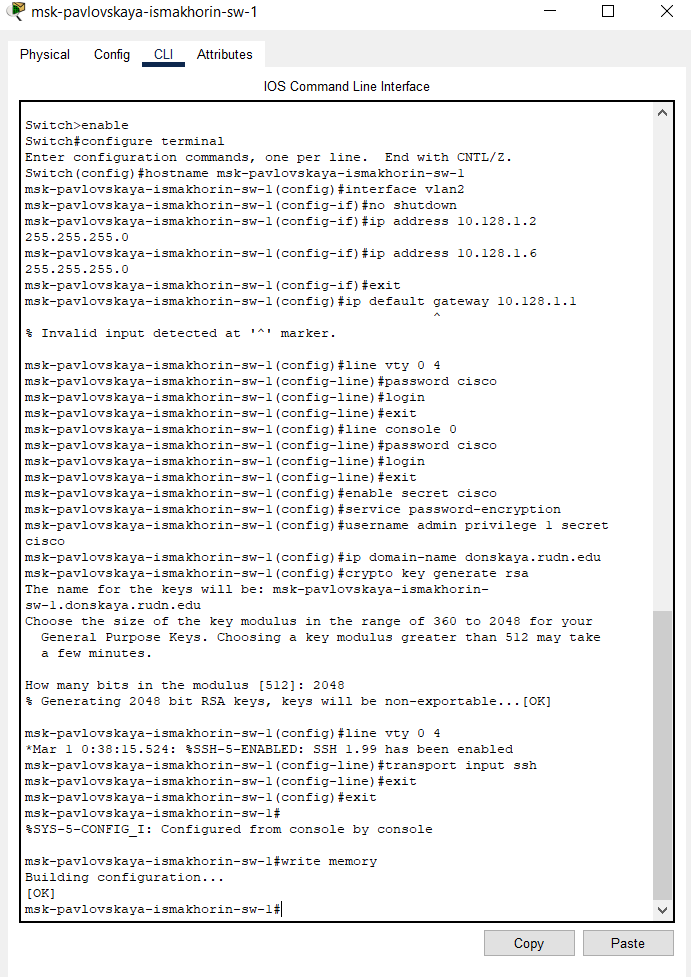 msk-pavlovskaya-ismakhorin-sw-1
Physical Config CLI Attributes
IOS Command Line Interface
Switch>enable
Switch#configure terminal
Enter configuration commands, one per line.  End with CNTL/Z.
Switch(config)#hostname msk-pavlovskaya-ismakhorin-sw-1
msk-pavlovskaya-ismakhorin-sw-1(config)#interface vlan2
msk-pavlovskaya-ismakhorin-sw-1(config-if)#no shutdown
msk-pavlovskaya-ismakhorin-sw-1(config-if)#ip address 10.128.1.2
255.255.255.0
msk-pavlovskaya-ismakhorin-sw-1(config-if)#ip address 10.128.1.6
255.255.255.0
msk-pavlovskaya-ismakhorin-sw-1(config-if)#exit
msk-pavlovskaya-ismakhorin-sw-1(config)#ip default gateway 10.128.1.1
^
% Invalid input detected at '^' marker.
msk-pavlovskaya-ismakhorin-sw-1(config)#line vty 0 4
msk-pavlovskaya-ismakhorin-sw-1(config-line)#password cisco
msk-pavlovskaya-ismakhorin-sw-1(config-line)#login
msk-pavlovskaya-ismakhorin-sw-1(config-line)#exit
msk-pavlovskaya-ismakhorin-sw-1(config)#line console 0
msk-pavlovskaya-ismakhorin-sw-1(config-line)#password cisco
msk-pavlovskaya-ismakhorin-sw-1(config-line)#login
msk-pavlovskaya-ismakhorin-sw-1(config-line)#exit
msk-pavlovskaya-ismakhorin-sw-1(config)#enable secret cisco
msk-pavlovskaya-ismakhorin-sw-1(config)#service password-encryption
msk-pavlovskaya-ismakhorin-sw-1(config)#username admin privilege 1 secret
cisco
msk-pavlovskaya-ismakhorin-sw-1(config)#ip domain-name donskaya.rudn.edu
msk-pavlovskaya-ismakhorin-sw-1(config)#crypto key generate rsa
The name for the keys will be: msk-pavlovskaya-ismakhorin-
sw-1.donskaya.rudn.edu
Choose the size of the key modulus in the range of 360 to 2048 for your
General Purpose Keys. Choosing a key modulus greater than 512 may take
a few minutes.
How many bits in the modulus [512]: 2048
% Generating 2048 bit RSA keys, keys will be non-exportable...[OK]
msk-pavlovskaya-ismakhorin-sw-1(config)#line vty 0 4
*Mar 1 0:38:15.524: %SSH-5-ENABLED: SSH 1.99 has been enabled
msk-pavlovskaya-ismakhorin-sw-1(config-line)#transport input ssh
msk-pavlovskaya-ismakhorin-sw-1(config-line)#exit
msk-pavlovskaya-ismakhorin-sw-1(config)#exit
msk-pavlovskaya-ismakhorin-sw-1#
%SYS-5-CONFIG_I: Configured from console by console
msk-pavlovskaya-ismakhorin-sw-1#write memory
Building configuration...
[OK]
msk-pavlovskaya-ismakhorin-sw-1#
Copy Paste